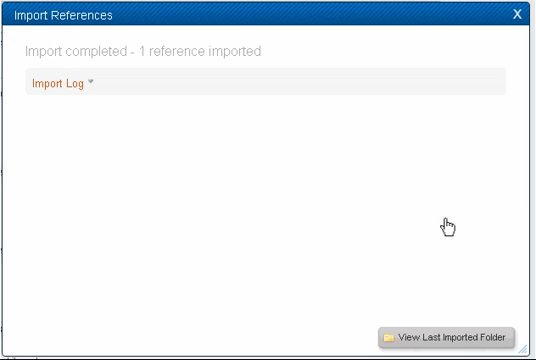 Import References
X
Import completed - 1 reference imported
Import Log
View Last Imported Folder